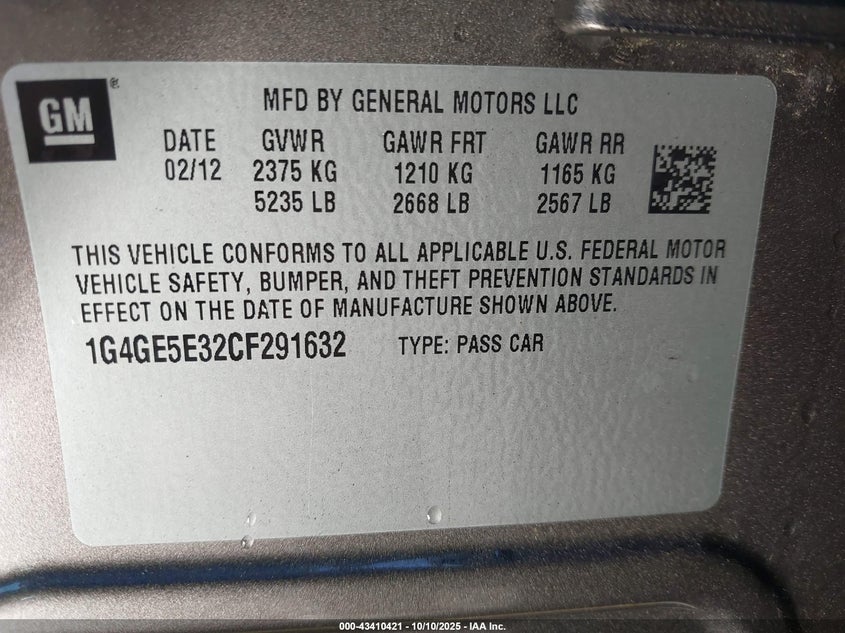 GM®
MFD BY GENERAL MOTORS LLC
DATE GVWR GAWR FRT GAWR RR
02/12 2375 KG 1210 KG 1165 KG
5235 LB 2668 LB 2567 LB
THIS VEHICLE CONFORMS TO ALL APPLICABLE U.S. FEDERAL MOTOR
VEHICLE SAFETY, BUMPER, AND THEFT PREVENTION STANDARDS IN
EFFECT ON THE DATE OF MANUFACTURE SHOWN ABOVE.
1G4GE5E32CF291632 TYPE: PASS CAR
000-43410421 - 10/10/2025 - IAA Inc.